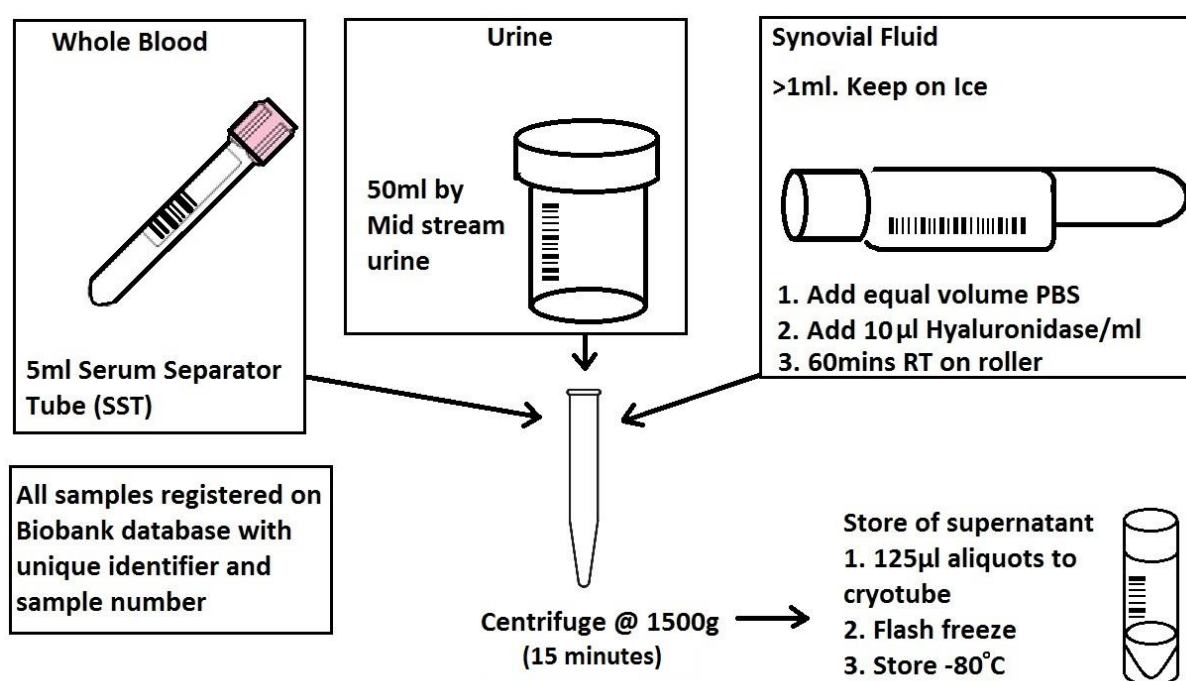 Whole Blood
5ml Serum Separator
Tube (SST)
Urine
50ml by
Mid stream
urine
Synovial Fluid
>1ml. Keep on Ice
1. Add equal volume PBS
2. Add 10µl Hyaluronidase/ml
3. 60mins RT on roller
All samples registered on
Biobank database with
unique identifier and
sample number
Centrifuge @ 1500g
(15 minutes)
Store of supernatant
1. 125µl aliquots to
cryotube
2. Flash freeze
3. Store -80°C